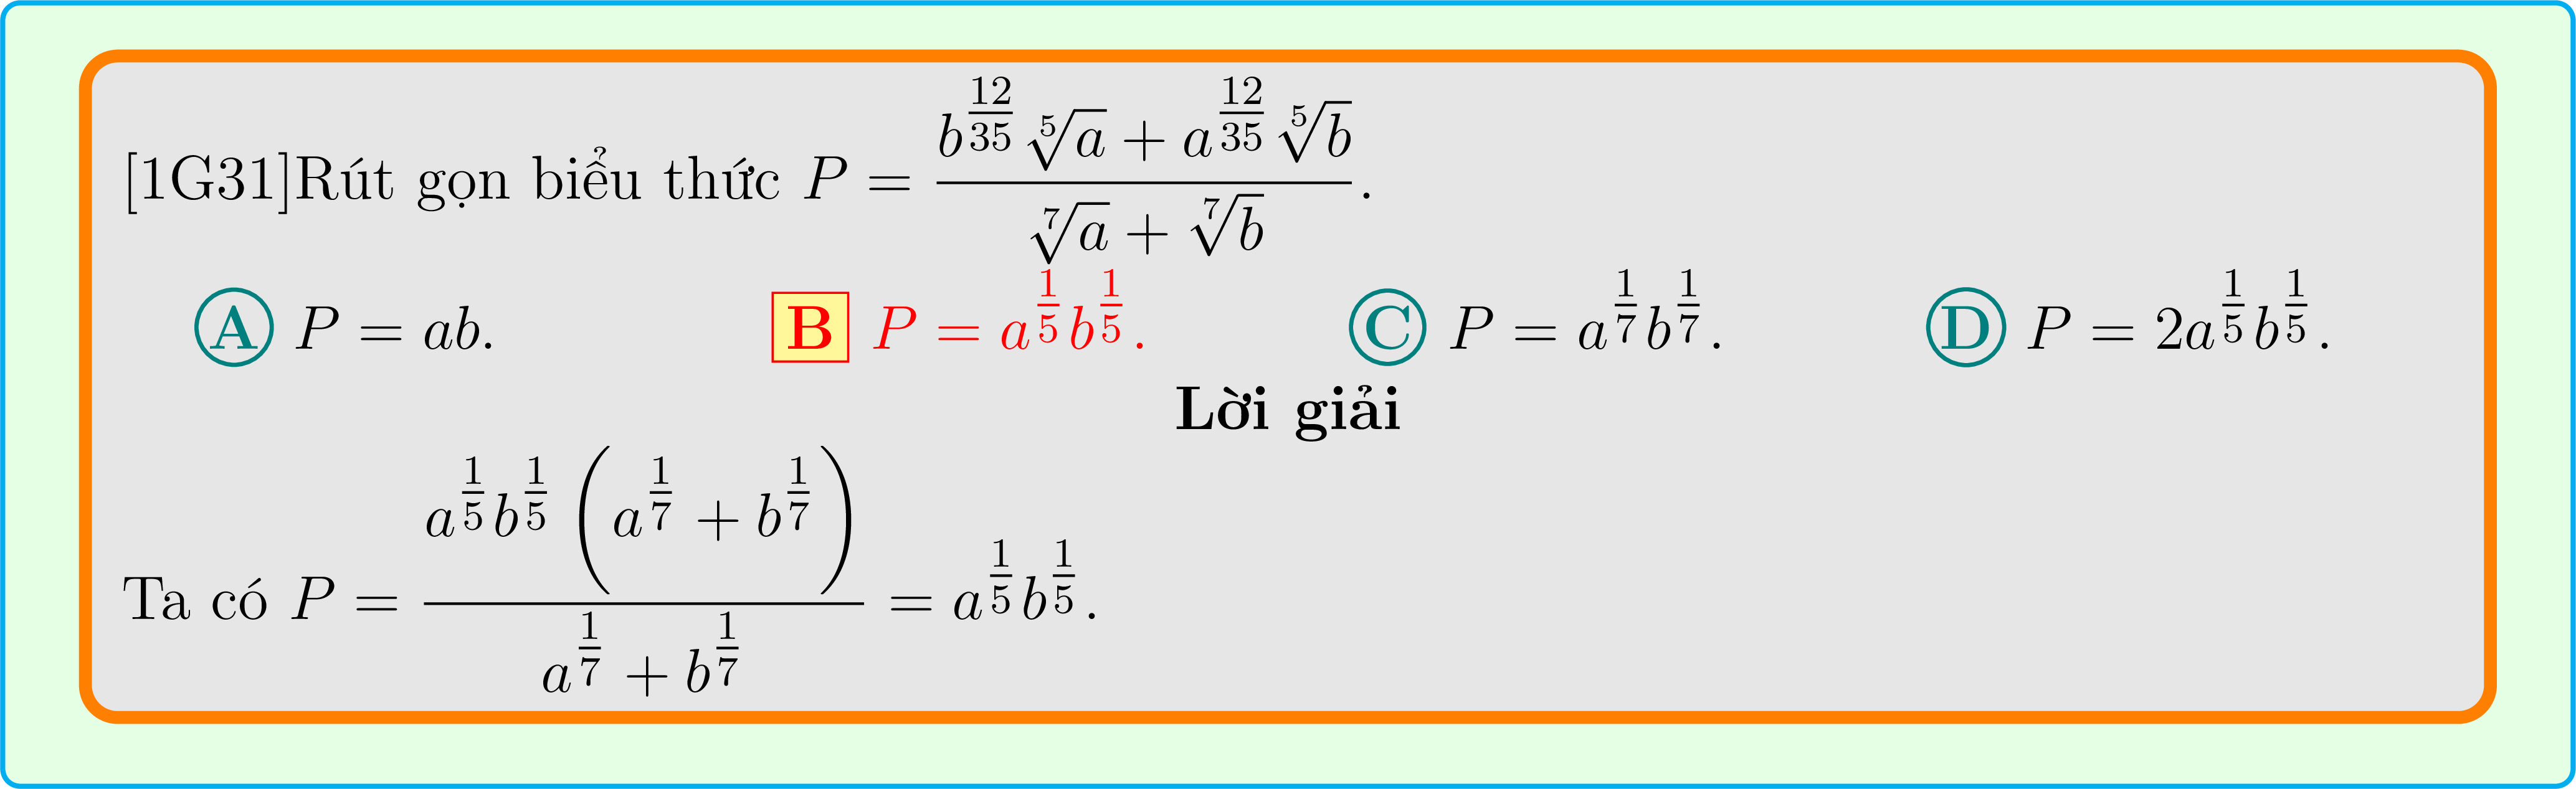 [1G31]Rút gọn biểu thức $P = \dfrac{b^{\frac{12}{35}}\sqrt[5]{a} + a^{\frac{12}{35}}\sqrt[5]{b}}{\sqrt[7]{a} + \sqrt[7]{b}}$.
A $P = ab$. B $P = a^{\frac{1}{5}}b^{\frac{1}{5}}$. C $P = a^{\frac{1}{7}}b^{\frac{1}{7}}$. D $P = 2a^{\frac{1}{5}}b^{\frac{1}{5}}$.
Lời giải
Ta có $P = \dfrac{a^{\frac{1}{5}}b^{\frac{1}{5}}\left(a^{\frac{1}{7}} + b^{\frac{1}{7}}\right)}{a^{\frac{1}{7}} + b^{\frac{1}{7}}} = a^{\frac{1}{5}}b^{\frac{1}{5}}$.